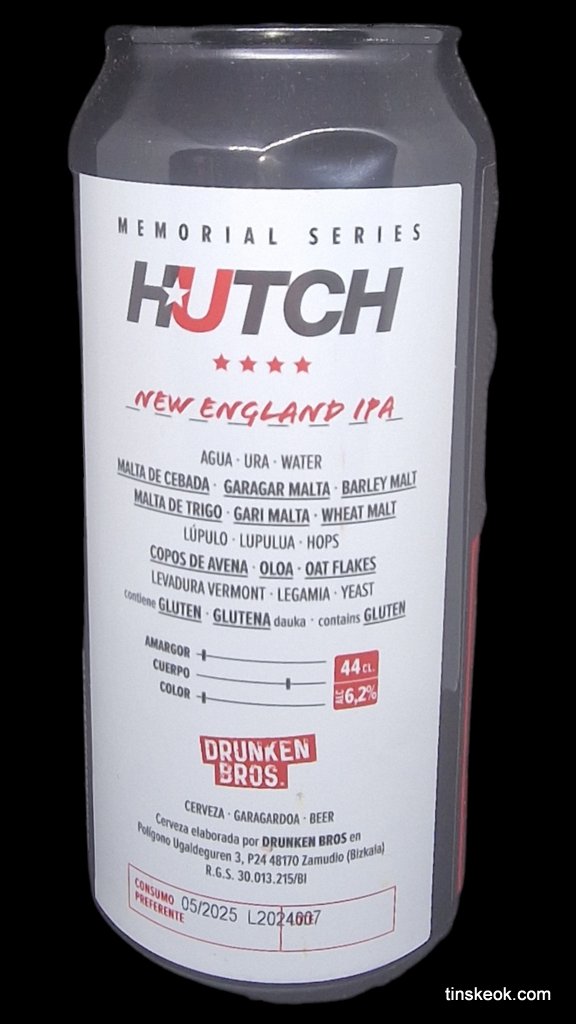 MEMORIAL SERIES
HUTCH
NEW ENGLAND IPA
AGUA · URA · WATER
MALTA DE CEBADA · GARAGAR MALTA · BARLEY MALT
MALTA DE TRIGO · GARI MALTA · WHEAT MALT
LÚPULO · LUPULUA · HOPS
COPOS DE AVENA · OLOA · OAT FLAKES
LEVADURA VERMONT · LEGAMIA · YEAST
contiene GLUTEN · GLUTENA dauka · contains GLUTEN
AMARGOR
CUERPO
COLOR
44 CL.
ALC 6,2%
DRUNKEN
BROS.
CERVEZA · GARAGARDOA · BEER
Cerveza elaborada por DRUNKEN BROS en
Polígono Ugaldeguren 3, P24 48170 Zamudio (Bizkaia)
R.G.S. 30.013.215/BI
CONSUMO
PREFERENTE
05/2025 L2024007
LOTE
tinskeok.com